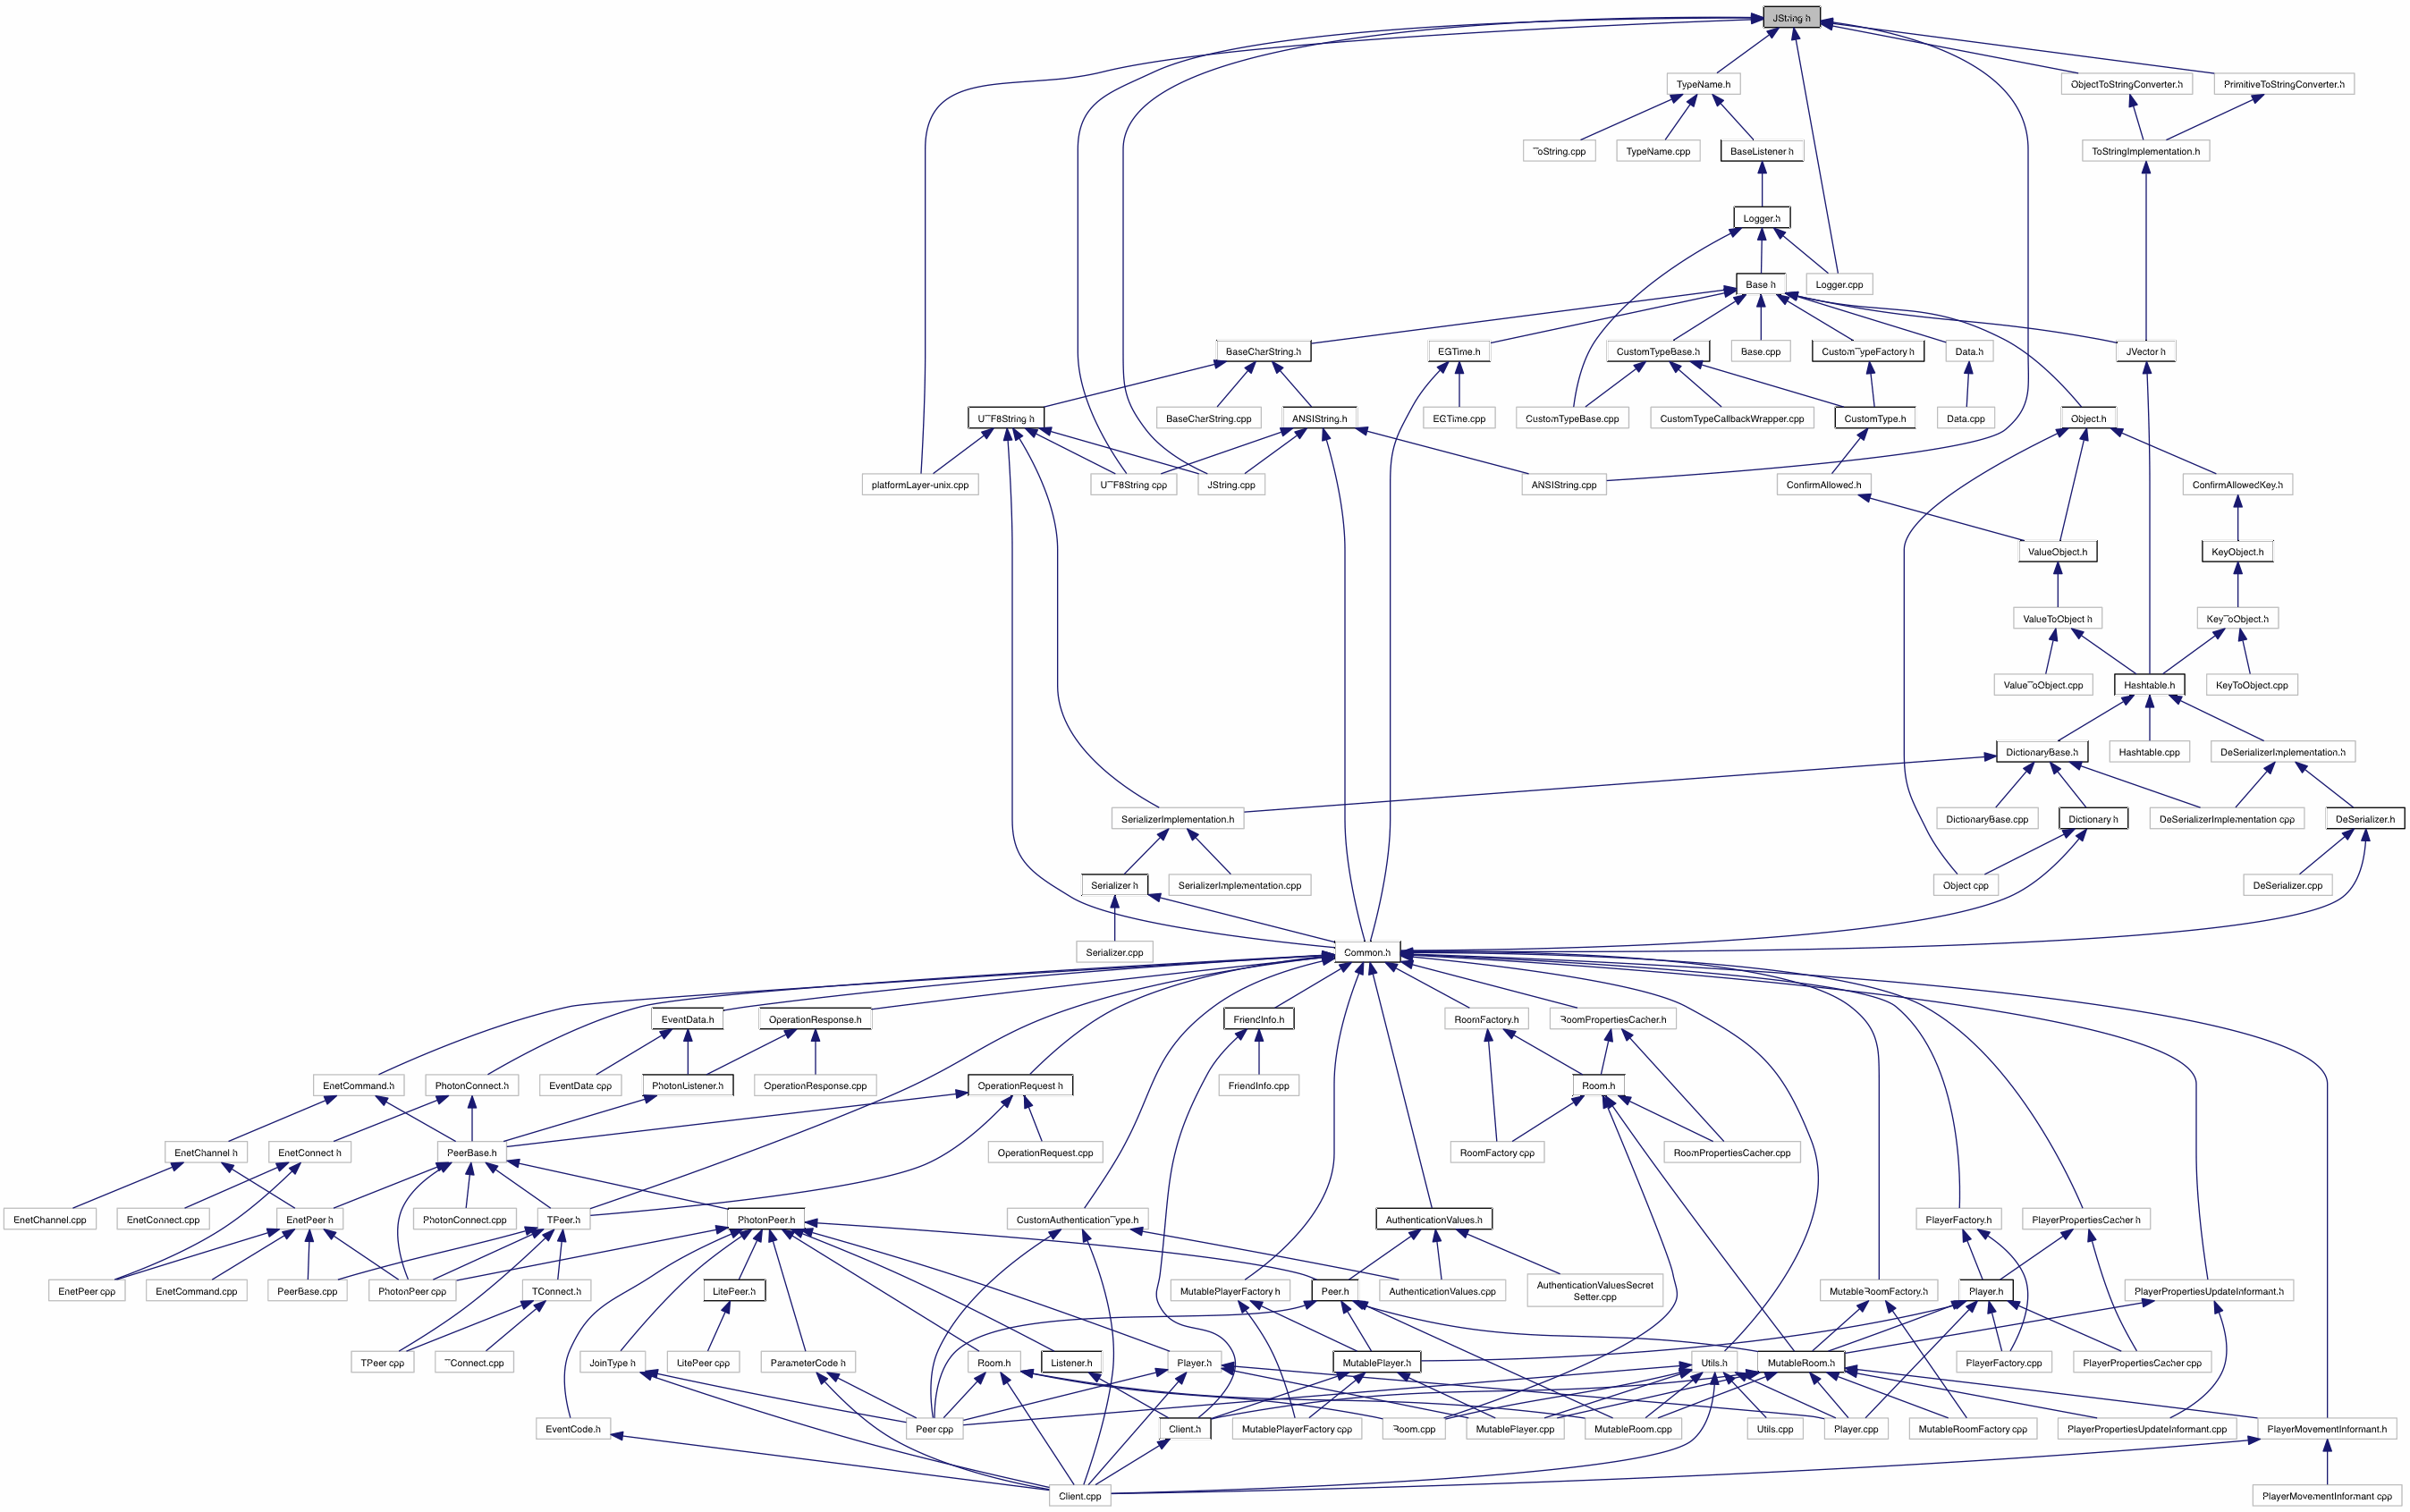 JString.h
TypeName.h
ObjectToStringConverter.h
PrimitiveToStringConverter.h
ToString.cpp
TypeName.cpp
BaseListener.h
ToStringImplementation.h
Logger.h
Base.h
Logger.cpp
BaseCharString.h
EGTime.h
CustomTypeBase.h
Base.cpp
CustomTypeFactory.h
Data.h
JVector.h
UTF8String.h
BaseCharString.cpp
ANSIString.h
EGTime.cpp
CustomTypeBase.cpp
CustomTypeCallbackWrapper.cpp
CustomType.h
Data.cpp
Object.h
platformLayer-unix.cpp
UTF8String.cpp
JString.cpp
ANSIString.cpp
ConfirmAllowed.h
ConfirmAllowedKey.h
ValueObject.h
KeyObject.h
ValueToObject.h
KeyToObject.h
ValueToObject.cpp
Hashtable.h
KeyToObject.cpp
DictionaryBase.h
Hashtable.cpp
DeSerializerImplementation.h
SerializerImplementation.h
DictionaryBase.cpp
Dictionary.h
DeSerializerImplementation.cpp
DeSerializer.h
Serializer.h
SerializerImplementation.cpp
Object.cpp
DeSerializer.cpp
Serializer.cpp
Common.h
EventData.h
OperationResponse.h
FriendInfo.h
RoomFactory.h
RoomPropertiesCacher.h
EnetCommand.h
PhotonConnect.h
EventData.cpp
PhotonListener.h
OperationResponse.cpp
OperationRequest.h
FriendInfo.cpp
Room.h
EnetChannel.h
EnetConnect.h
PeerBase.h
OperationRequest.cpp
RoomFactory.cpp
RoomPropertiesCacher.cpp
EnetChannel.cpp
EnetConnect.cpp
EnetPeer.h
PhotonConnect.cpp
TPeer.h
PhotonPeer.h
CustomAuthenticationType.h
AuthenticationValues.h
PlayerFactory.h
PlayerPropertiesCacher.h
EnetPeer.cpp
EnetCommand.cpp
PeerBase.cpp
PhotonPeer.cpp
TConnect.h
LitePeer.h
MutablePlayerFactory.h
Peer.h
AuthenticationValues.cpp
AuthenticationValuesSecret
Setter.cpp
MutableRoomFactory.h
Player.h
PlayerPropertiesUpdateInformant.h
TPeer.cpp
TConnect.cpp
JoinType.h
LitePeer.cpp
ParameterCode.h
Room.h
Listener.h
Player.h
MutablePlayer.h
Utils.h
MutableRoom.h
PlayerFactory.cpp
PlayerPropertiesCacher.cpp
EventCode.h
Peer.cpp
Client.h
MutablePlayerFactory.cpp
Room.cpp
MutablePlayer.cpp
MutableRoom.cpp
Utils.cpp
Player.cpp
MutableRoomFactory.cpp
PlayerPropertiesUpdateInformant.cpp
PlayerMovementInformant.h
Client.cpp
PlayerMovementInformant.cpp